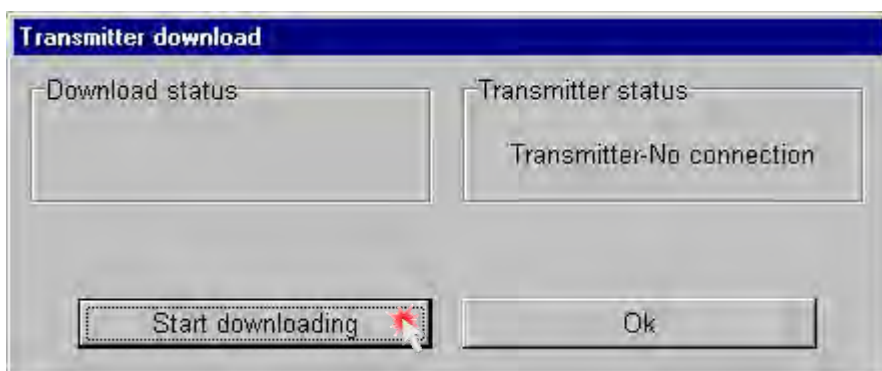 Transmitter download
Download status
Transmitter status
Transmitter-No connection
Start downloading
Ok